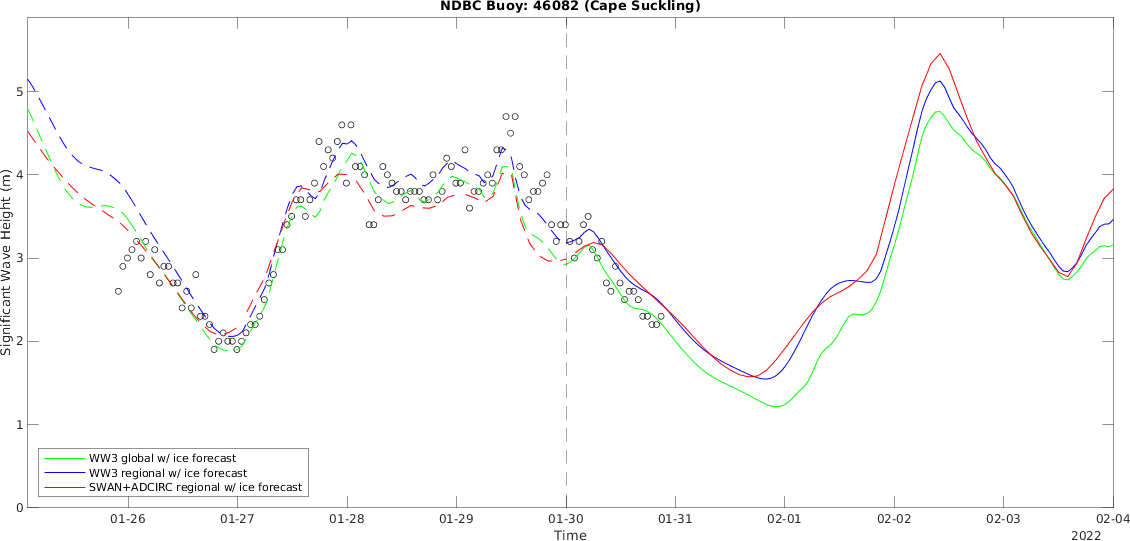 NDBC Buoy: 46082 (Cape Suckling)
Significant Wave Height (m)
5
4
3
2
1
0
WW3 global w/ ice forecast
WW3 regional w/ ice forecast
SWAN+ADCIRC regional w/ ice forecast
01-26 01-27 01-28 01-29 01-30 01-31 02-01 02-02 02-03 02-04
Time
2022